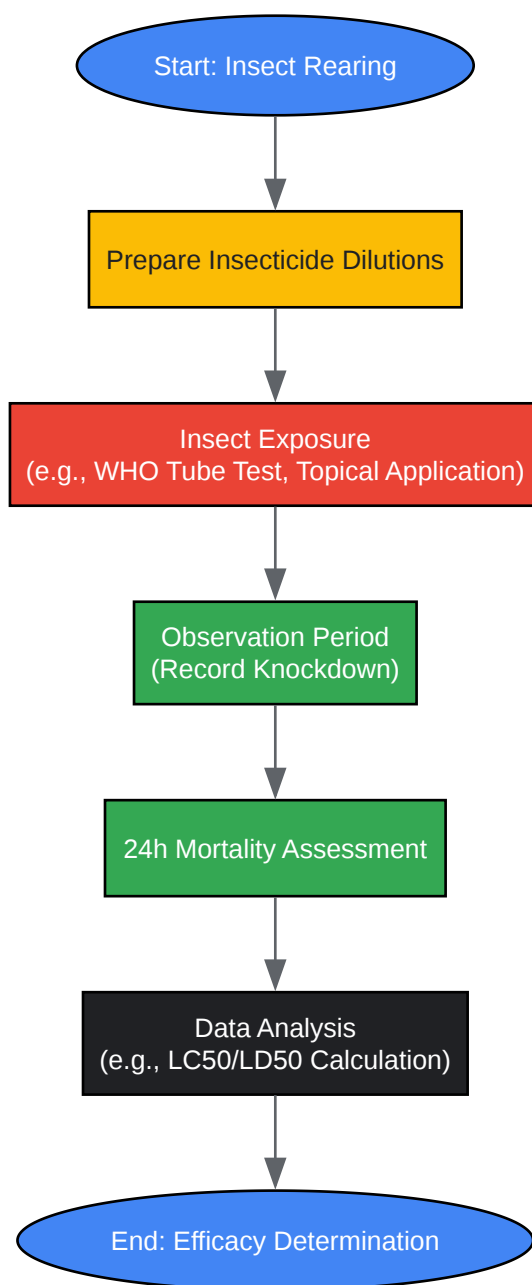 Start: Insect Rearing
Prepare Insecticide Dilutions
Insect Exposure
(e.g., WHO Tube Test, Topical Application)
Observation Period
(Record Knockdown)
24h Mortality Assessment
Data Analysis
(e.g., LC50/LD50 Calculation)
End: Efficacy Determination